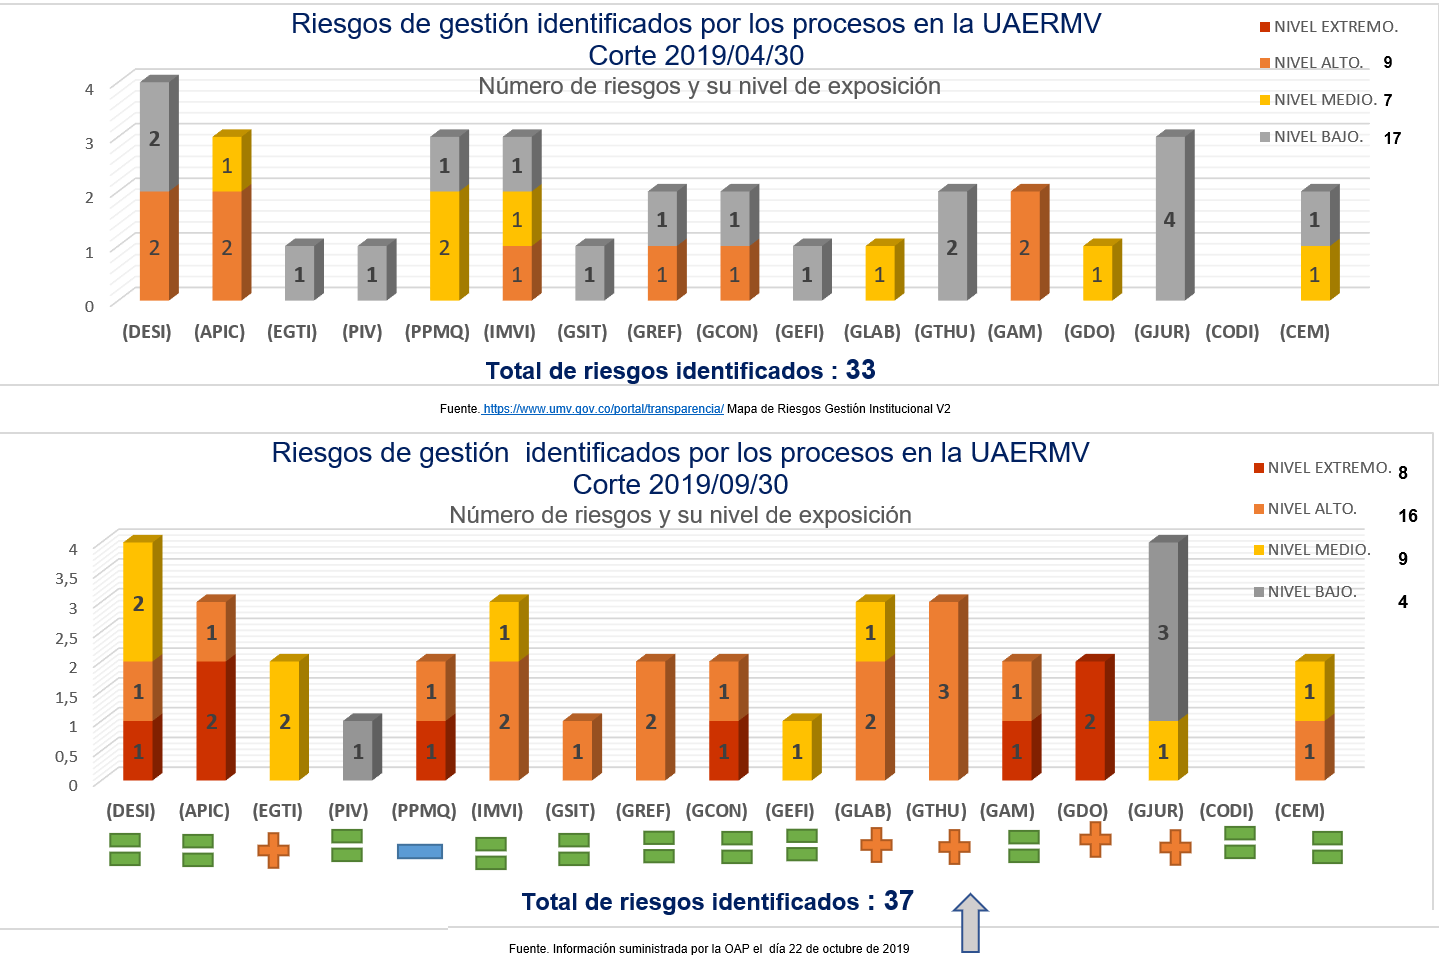 Riesgos de gestión identificados por los procesos en la UAERMV
Corte 2019/04/30
Número de riesgos y su nivel de exposición
NIVEL EXTREMO.
NIVEL ALTO. 9
NIVEL MEDIO. 7
NIVEL BAJO. 17
4
3
2
1
0
2 1 1 1 1 1 1 4 1
2 2 1 1 2 1 1 1 1 1 1 1 2 2 1 1
(DESI) (APIC) (EGTI) (PIV) (PPMQ) (IMVI) (GSIT) (GREF) (GCON) (GEFI) (GLAB) (GTHU) (GAM) (GDO) (GJUR) (CODI) (CEM)
Total de riesgos identificados : 33
Fuente. https://www.umv.gov.co/portal/transparencia/ Mapa de Riesgos Gestión Institucional V2
Riesgos de gestión identificados por los procesos en la UAERMV
Corte 2019/09/30
Número de riesgos y su nivel de exposición
NIVEL EXTREMO. 8
NIVEL ALTO. 16
NIVEL MEDIO. 9
NIVEL BAJO. 4
4
3,5
3
2,5
2
1,5
1
0,5
0
2 1 1 1 3
1 2 1 2 2 1 2 3 1 2 1
1 2 1 1 1 1 1 1 1 1
(DESI) (APIC) (EGTI) (PIV) (PPMQ) (IMVI) (GSIT) (GREF) (GCON) (GEFI) (GLAB) (GTHU) (GAM) (GDO) (GJUR) (CODI) (CEM)
Total de riesgos identificados : 37
Fuente. Información suministrada por la OAP el día 22 de octubre de 2019